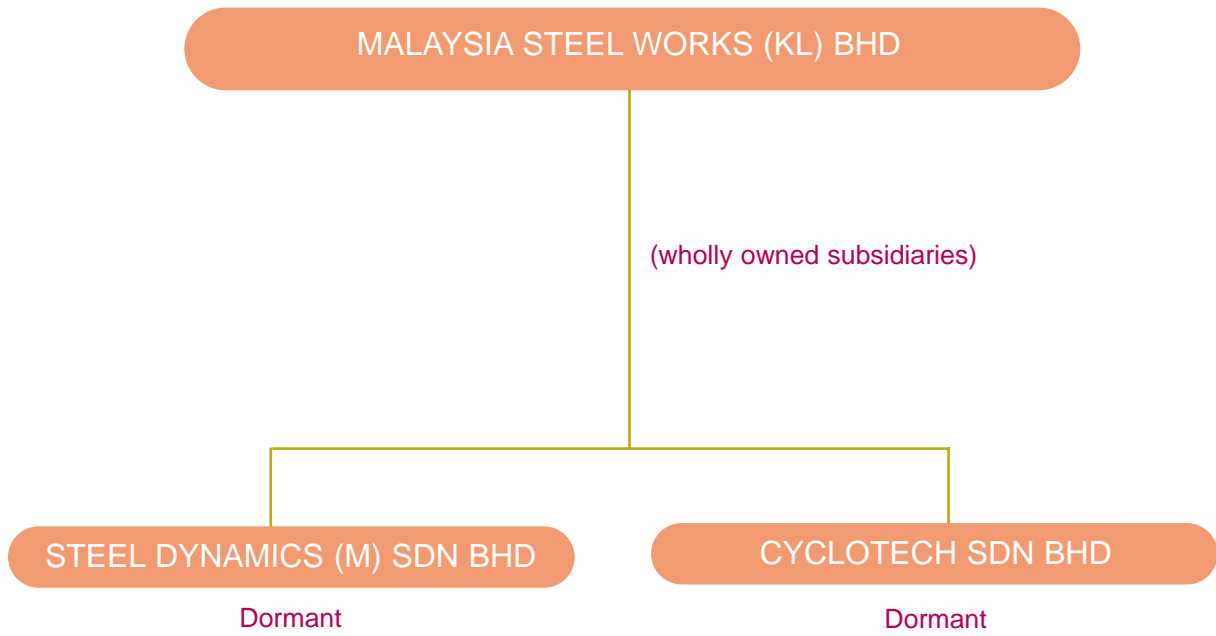 MALAYSIA STEEL WORKS (KL) BHD
(wholly owned subsidiaries)
STEEL DYNAMICS (M) SDN BHD
CYCLOTECH SDN BHD
Dormant
Dormant